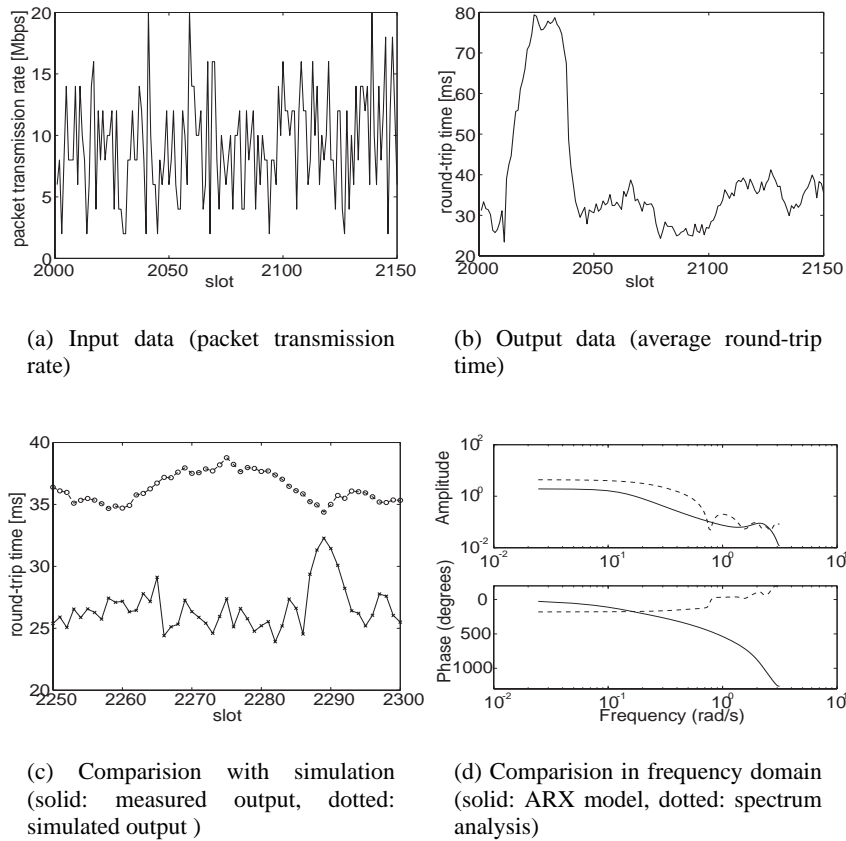 20
15
10
5
0
2000
2050
2100
2150
packet transmission rate [Mbps]
slot
80
70
60
50
40
30
20
2000
2050
2100
2150
round-trip time [ms]
slot
(a) Input data (packet transmission
rate)
(b) Output data (average round-trip
time)
40
35
30
25
20
2250
2260
2270
2280
2290
2300
round-trip time [ms]
slot
10^2
10^0
10^-2
10^-2
10^-1
10^0
10^1
Amplitude
0
500
1000
10^-2
10^-1
10^0
10^1
Phase (degrees)
Frequency (rad/s)
(c) Comparision with simulation
(solid: measured output, dotted:
simulated output )
(d) Comparision in frequency domain
(solid: ARX model, dotted: spectrum
analysis)